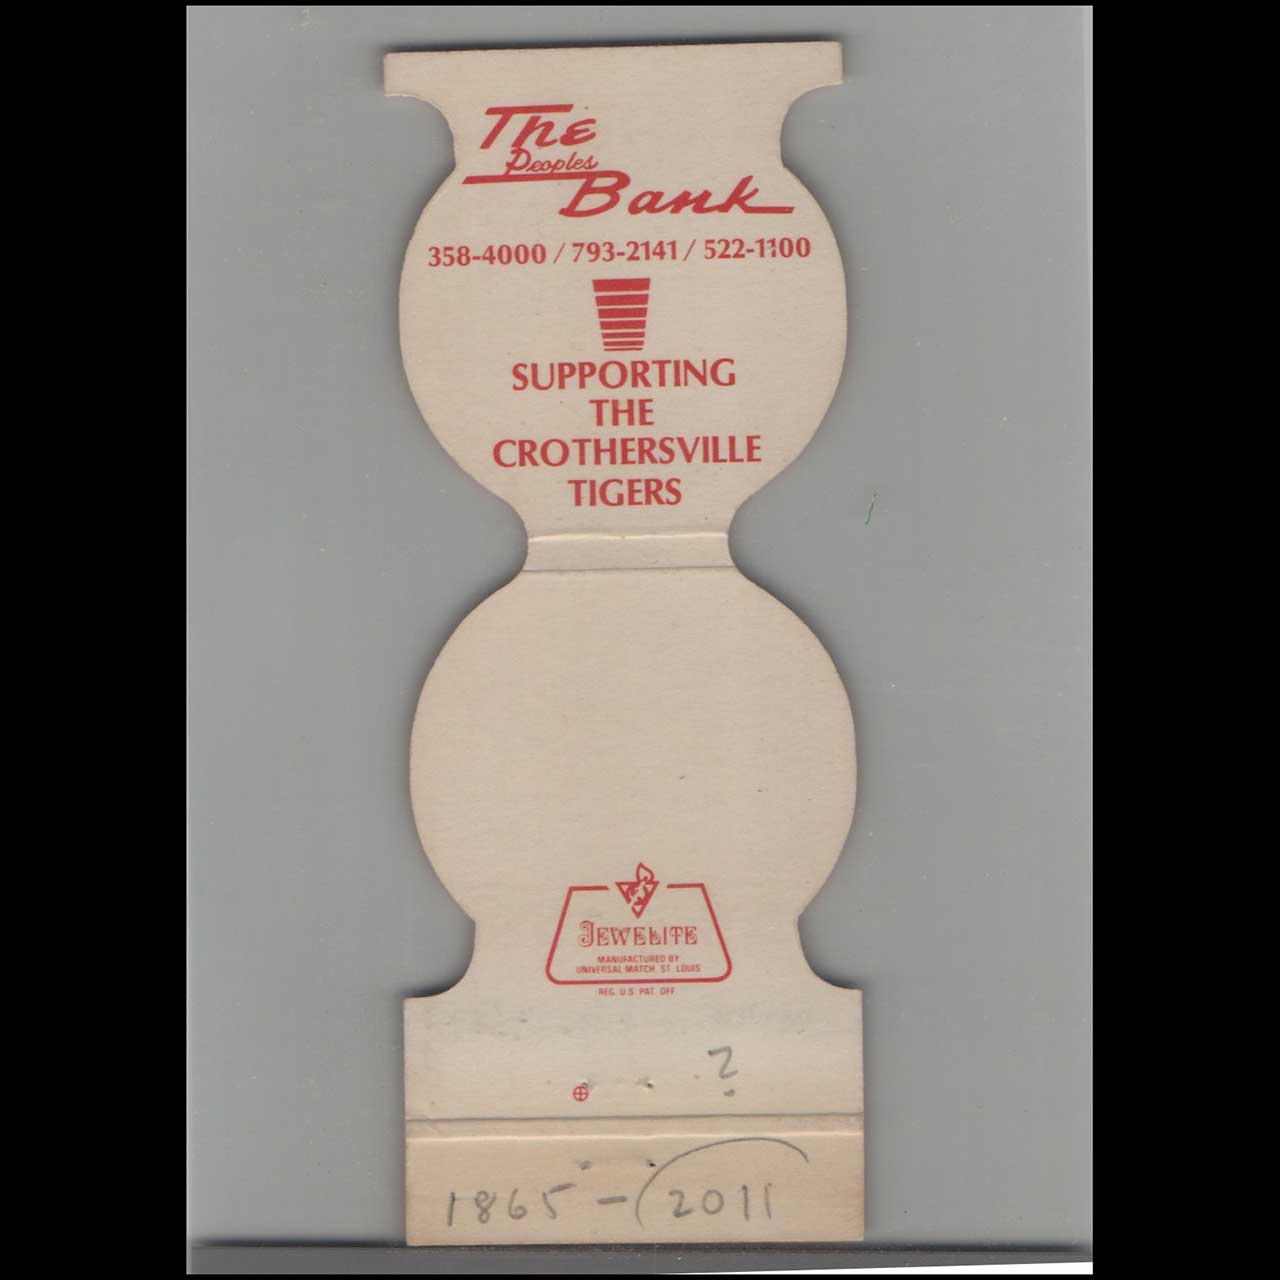 The
Peoples
Bank
358-4000 / 793-2141 / 522-1100
SUPPORTING
THE
CROTHERSVILLE
TIGERS
JEWELITE
MANUFACTURED BY
UNIVERSAL MATCH, ST. LOUIS
REG. U.S. PAT. OFF
?
1865 - 2011